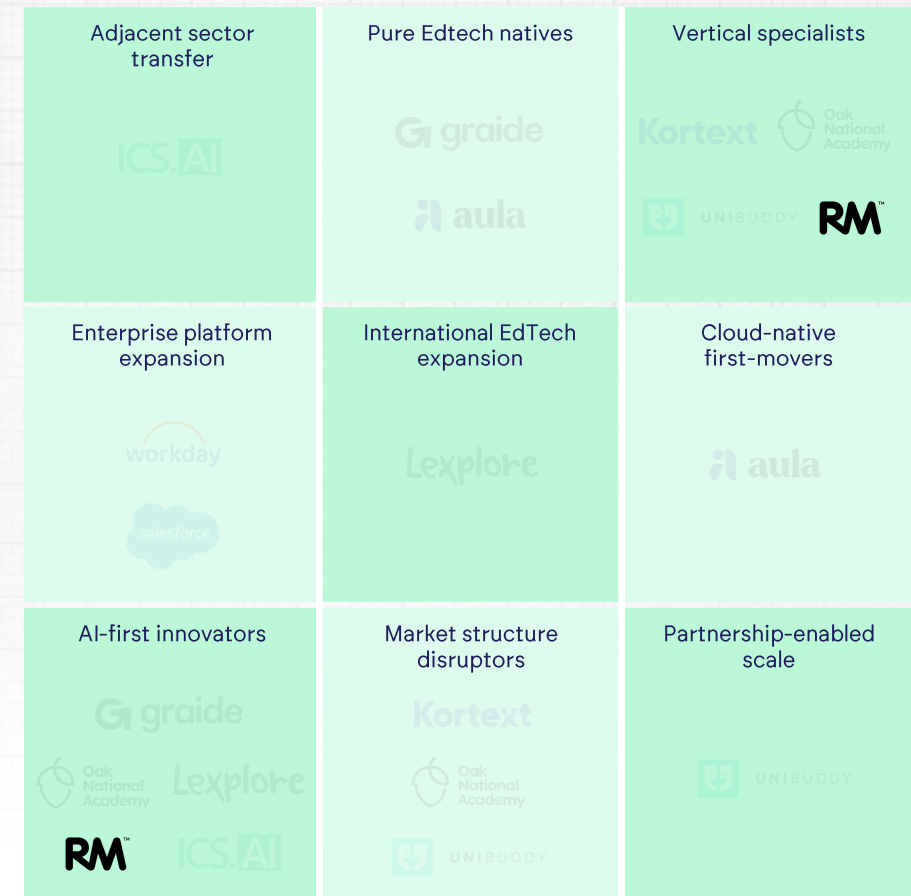 Adjacent sector
transfer
ICS.AI
Pure Edtech natives
graide
aula
Vertical specialists
Kortext
Oak
National
Academy
UNIBUDDY
RM™
Enterprise platform
expansion
workday
salesforce
International EdTech
expansion
Lexplore
Cloud-native
first-movers
aula
AI-first innovators
graide
Oak
National
Academy
Lexplore
RM™
ICS.AI
Market structure
disruptors
Kortext
Oak
National
Academy
UNIBUDDY
Partnership-enabled
scale
UNIBUDDY